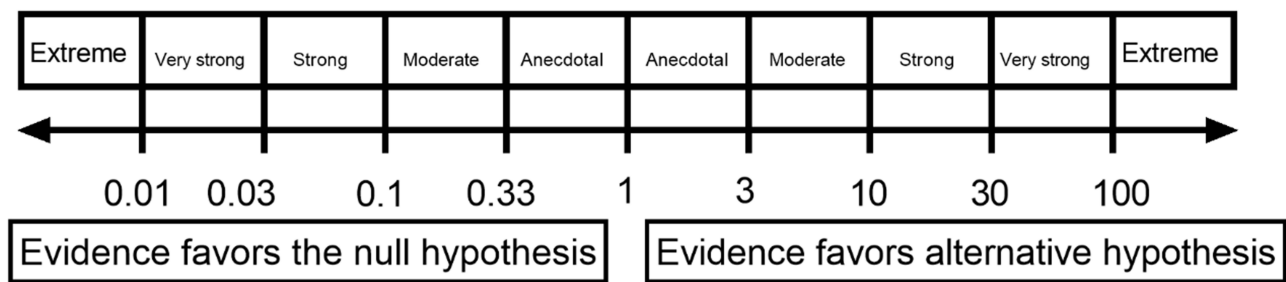 Extreme Very strong Strong Moderate Anecdotal Anecdotal Moderate Strong Very strong Extreme
0.01 0.03 0.1 0.33 1 3 10 30 100
Evidence favors the null hypothesis Evidence favors alternative hypothesis